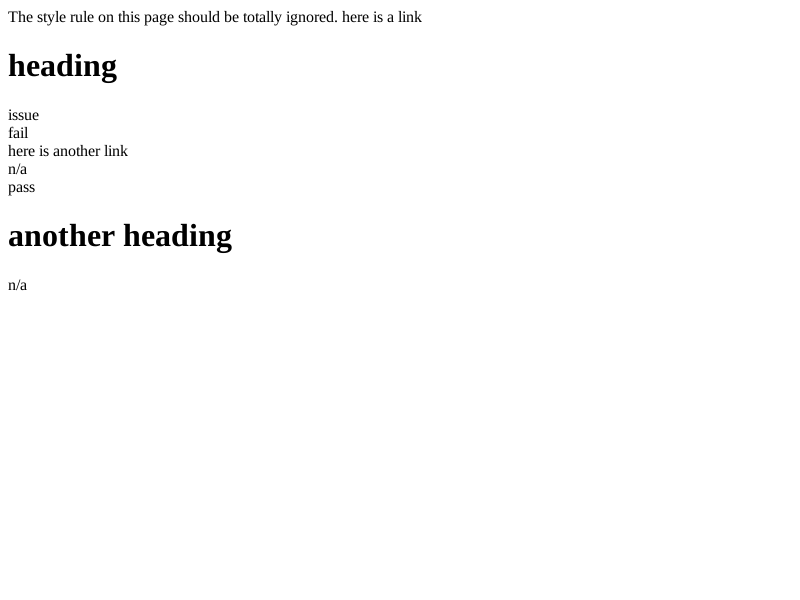 The style rule on this page should be totally ignored. here is a link
heading
issue
fail
here is another link
n/a
pass
another heading
n/a